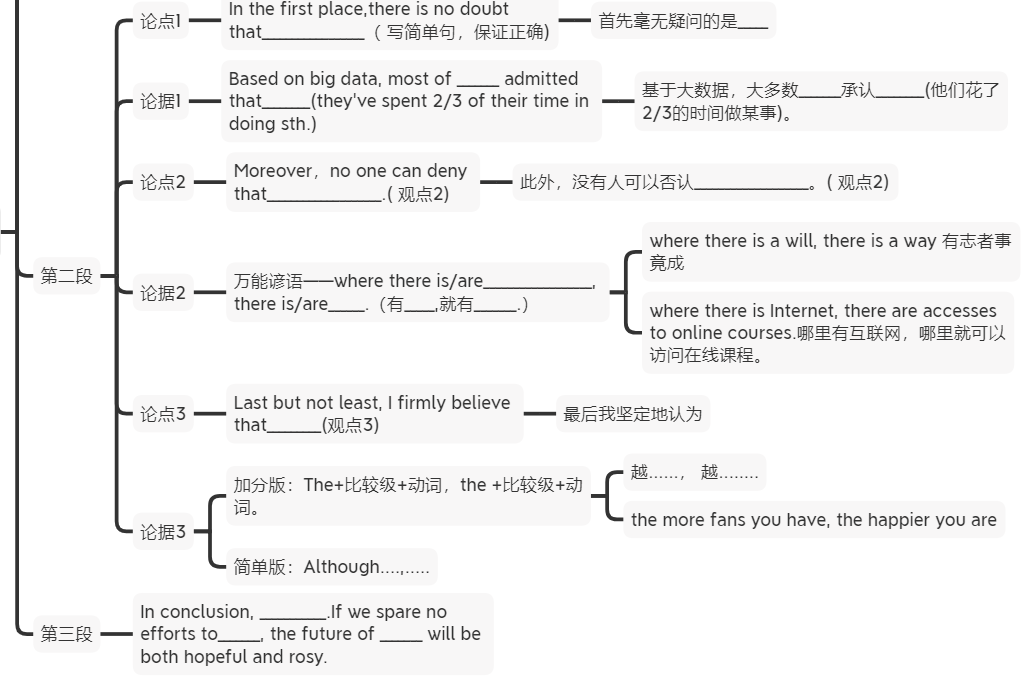 论点1
In the first place,there is no doubt
that____________（ 写简单句，保证正确)
首先毫无疑问的是____
论据1
Based on big data, most of _____ admitted
that______(they've spent 2/3 of their time in
doing sth.)
基于大数据，大多数_____承认______(他们花了
2/3的时间做某事)。
论点2
Moreover，no one can deny
that______________.( 观点2)
此外，没有人可以否认______________。( 观点2)
第二段
论据2
万能谚语——where there is/are_____________,
there is/are____.（有____,就有_____.）
where there is a will, there is a way 有志者事
竟成
where there is Internet, there are accesses
to online courses.哪里有互联网，哪里就可以
访问在线课程。
论点3
Last but not least, I firmly believe
that_______(观点3)
最后我坚定地认为
论据3
加分版：The+比较级+动词，the +比较级+动
词。
越......， 越........
the more fans you have, the happier you are
简单版：Although....,.....
第三段
In conclusion, ________.If we spare no
efforts to_____, the future of _____ will be
both hopeful and rosy.